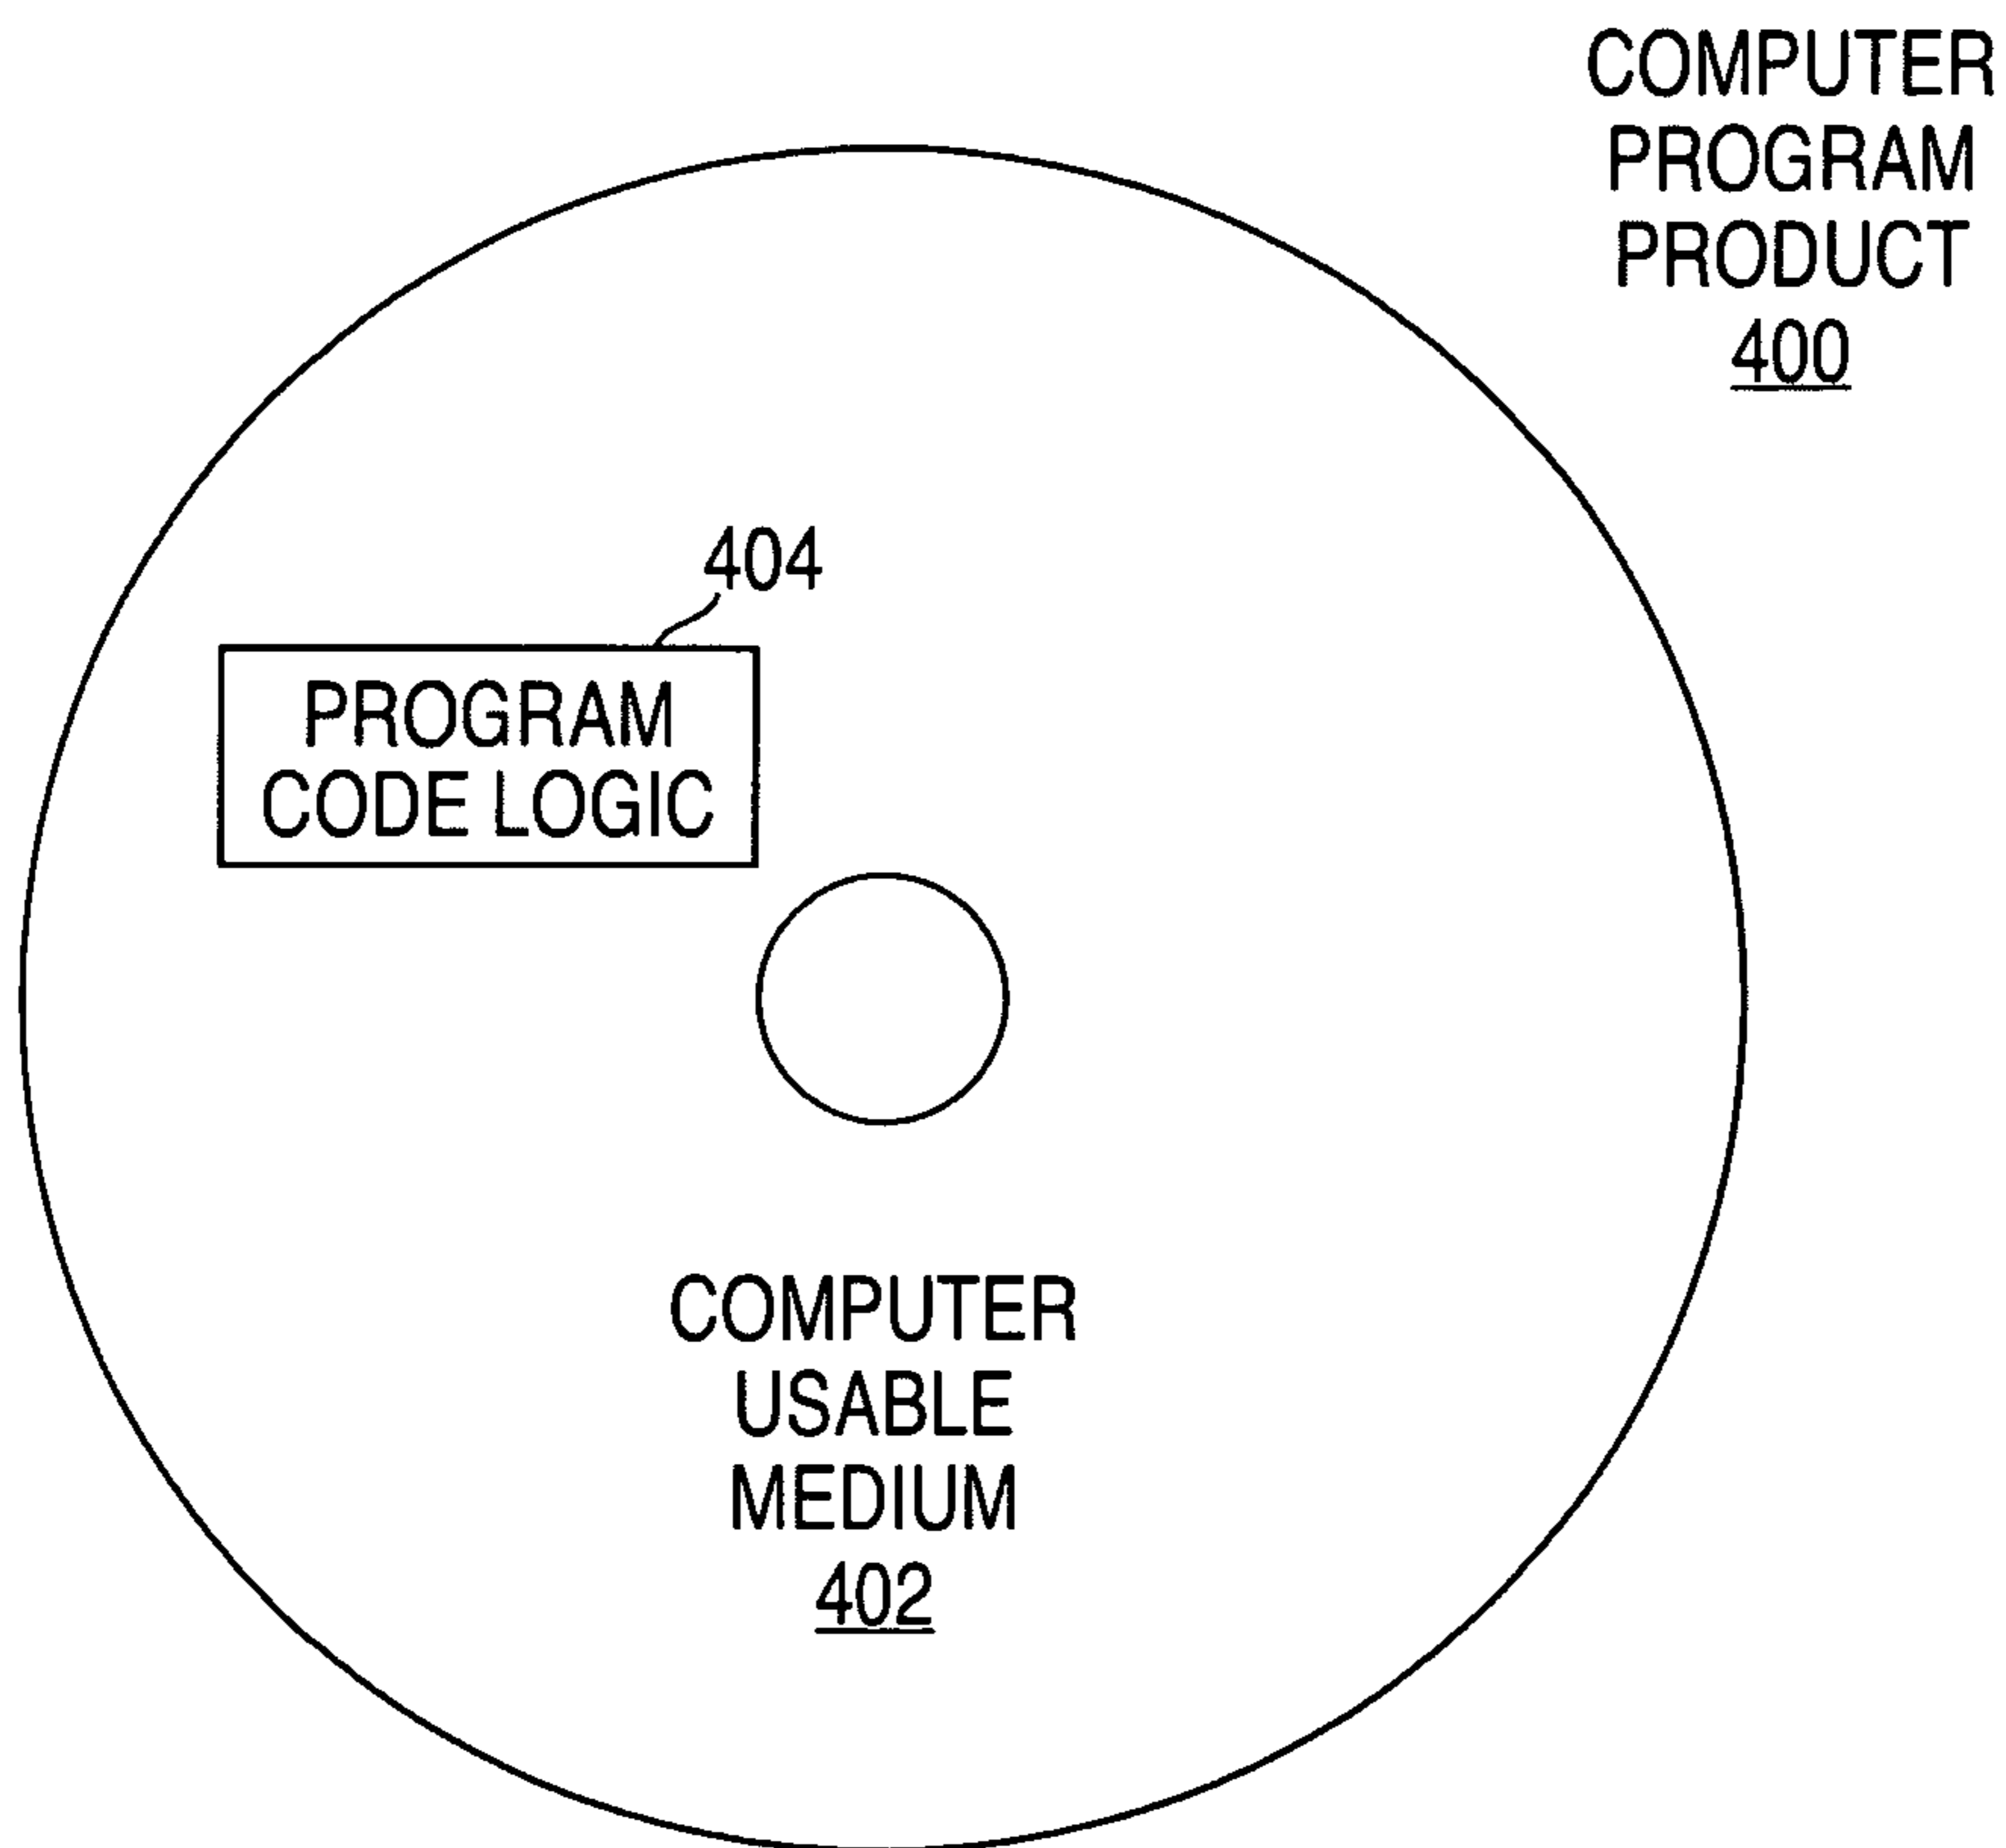 COMPUTER
PROGRAM
PRODUCT
400
404
PROGRAM
CODE LOGIC
COMPUTER
USABLE
MEDIUM
402